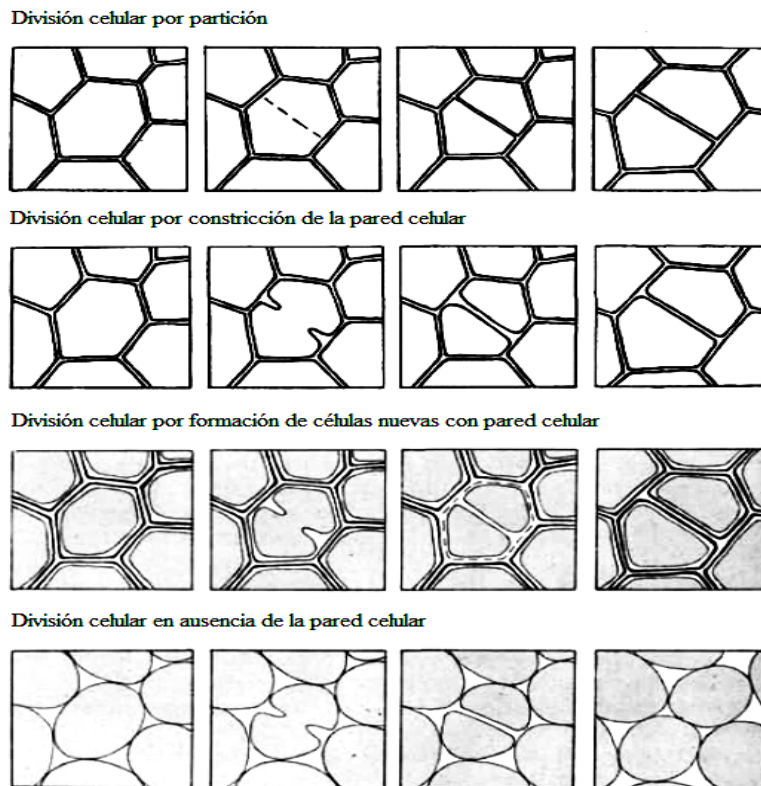 División celular por partición
División celular por constricción de la pared celular
División celular por formación de células nuevas con pared celular
División celular en ausencia de la pared celular